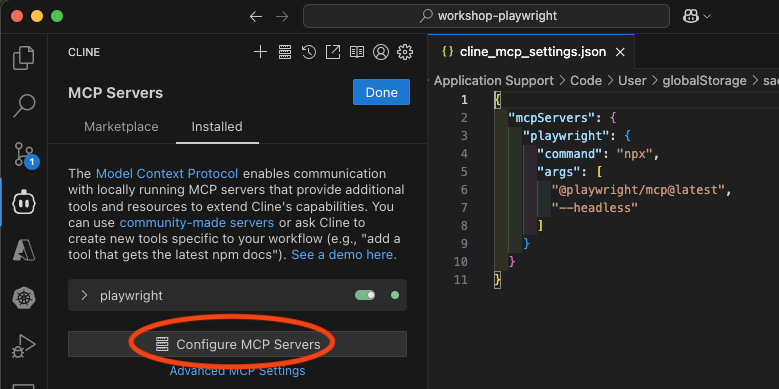 workshop-playwright
CLINE
MCP Servers
Done
Marketplace
Installed
The Model Context Protocol enables communication
with locally running MCP servers that provide additional
tools and resources to extend Cline's capabilities. You
can use community-made servers or ask Cline to
create new tools specific to your workflow (e.g., "add a
tool that gets the latest npm docs"). See a demo here.
playwright
Configure MCP Servers
Advanced MCP Settings
1
{ } cline_mcp_settings.json ×
Application Support > Code > User > globalStorage > sao
1 {
2 "mcpServers": {
3 "playwright": {
4 "command": "npx",
5 "args": [
6 "@playwright/mcp@latest",
7 "--headless"
8 ]
9 }
10 }
11 }